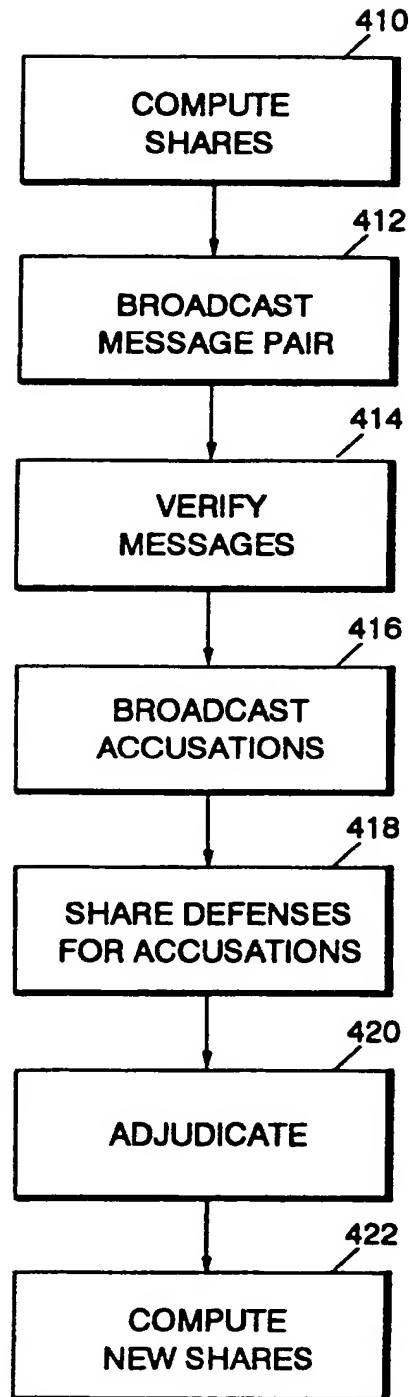 410
COMPUTE
SHARES
412
BROADCAST
MESSAGE PAIR
414
VERIFY
MESSAGES
416
BROADCAST
ACCUSATIONS
418
SHARE DEFENSES
FOR ACCUSATIONS
420
ADJUDICATE
422
COMPUTE
NEW SHARES